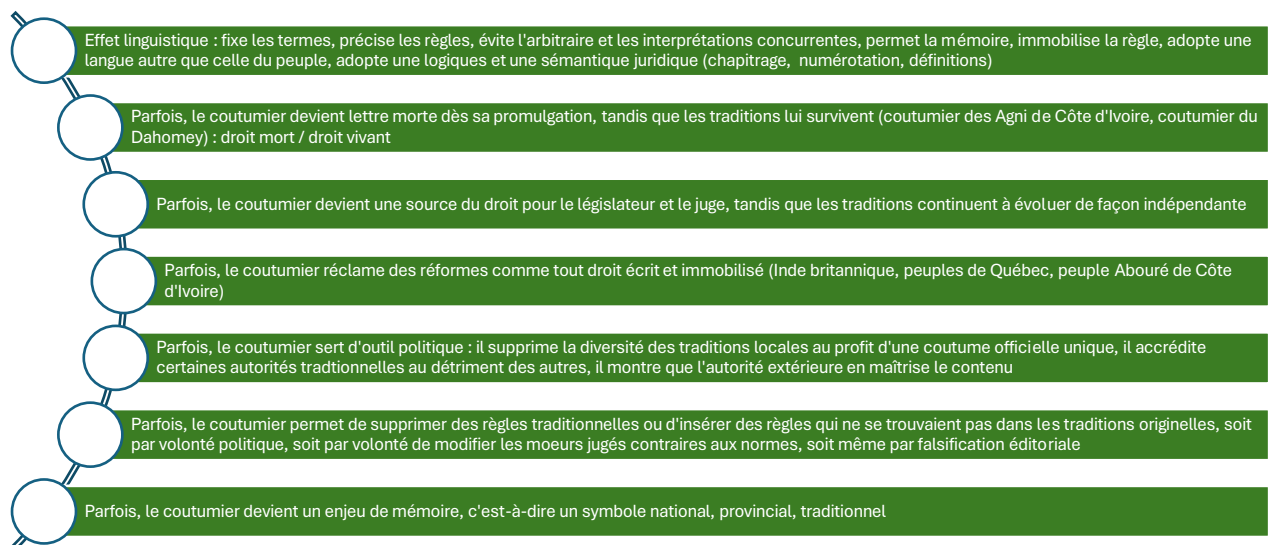 Effet linguistique : fixe les termes, précise les règles, évite l'arbitraire et les interprétations concurrentes, permet la mémoire, immobilise la règle, adopte une
langue autre que celle du peuple, adopte une logiques et une sémantique juridique (chapitrage, numérotation, définitions)
Parfois, le coutumier devient lettre morte dès sa promulgation, tandis que les traditions lui survivent (coutumier des Agni de Côte d'Ivoire, coutumier du
Dahomey) : droit mort / droit vivant
Parfois, le coutumier devient une source du droit pour le législateur et le juge, tandis que les traditions continuent à évoluer de façon indépendante
Parfois, le coutumier réclame des réformes comme tout droit écrit et immobilisé (Inde britannique, peuples de Québec, peuple Abouré de Côte
d'Ivoire)
Parfois, le coutumier sert d'outil politique : il supprime la diversité des traditions locales au profit d'une coutume officielle unique, il accrédite
certaines autorités tradtionnelles au détriment des autres, il montre que l'autorité extérieure en maîtrise le contenu
Parfois, le coutumier permet de supprimer des règles traditionnelles ou d'insérer des règles qui ne se trouvaient pas dans les traditions originelles, soit
par volonté politique, soit par volonté de modifier les moeurs jugés contraires aux normes, soit même par falsification éditoriale
Parfois, le coutumier devient un enjeu de mémoire, c'est-à-dire un symbole national, provincial, traditionnel